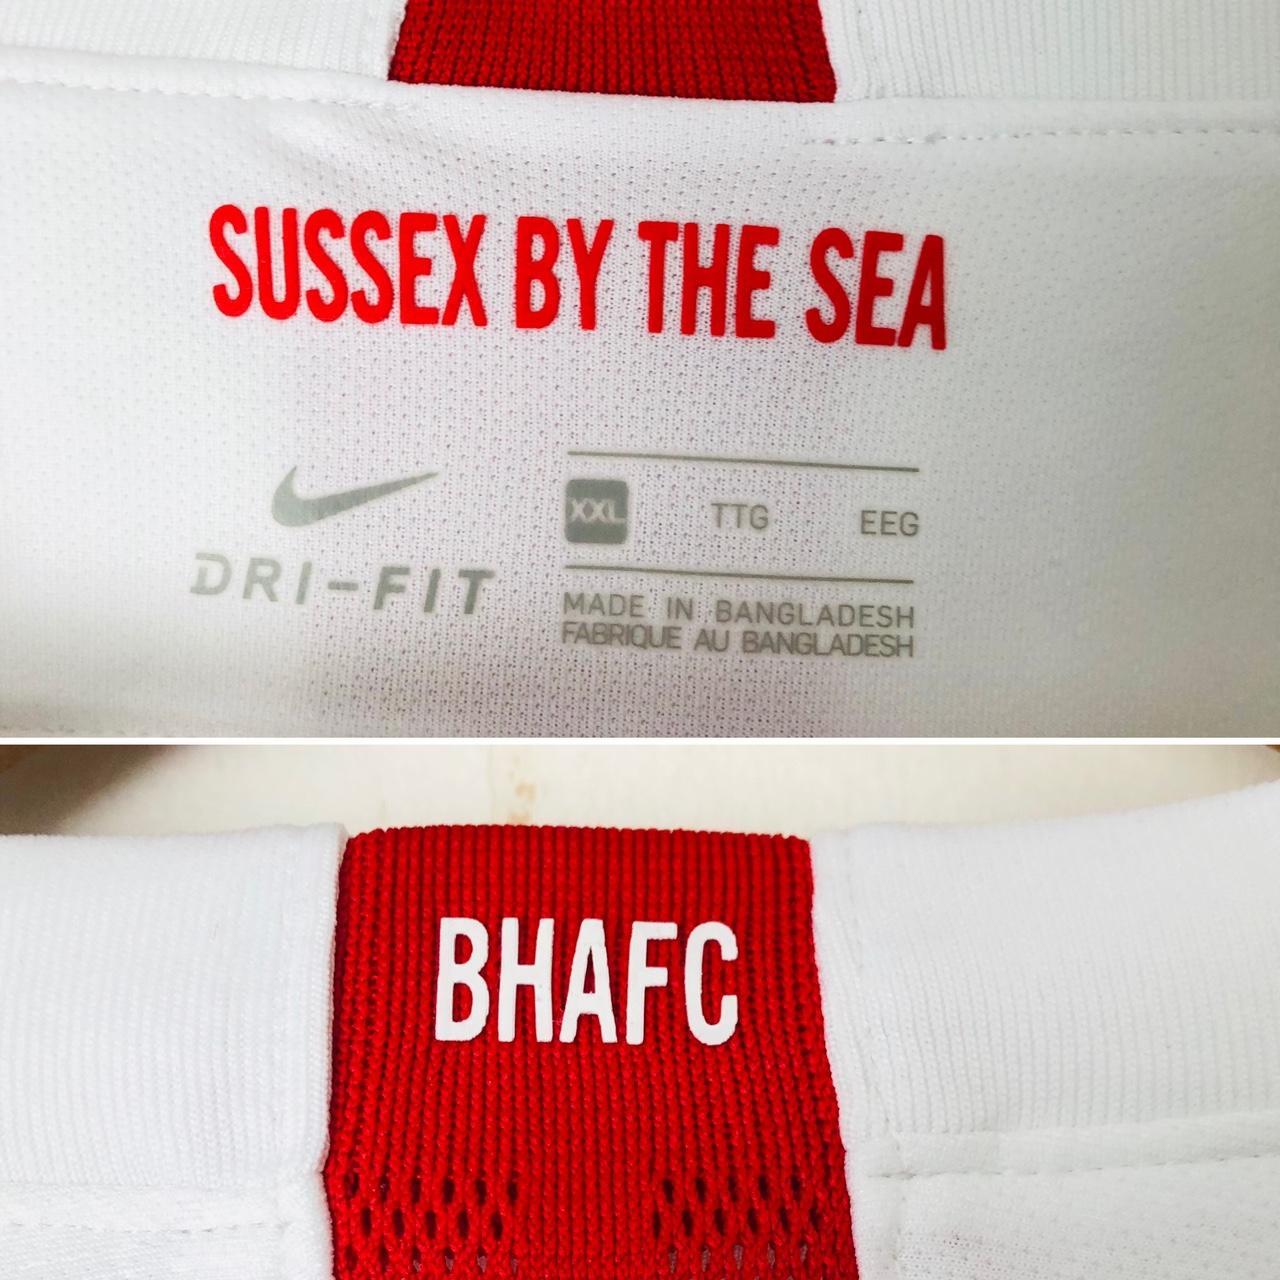 SUSSEX BY THE SEA
XXL TTG EEG
DRI-FIT
MADE IN BANGLADESH
FABRIQUE AU BANGLADESH
BHAFC